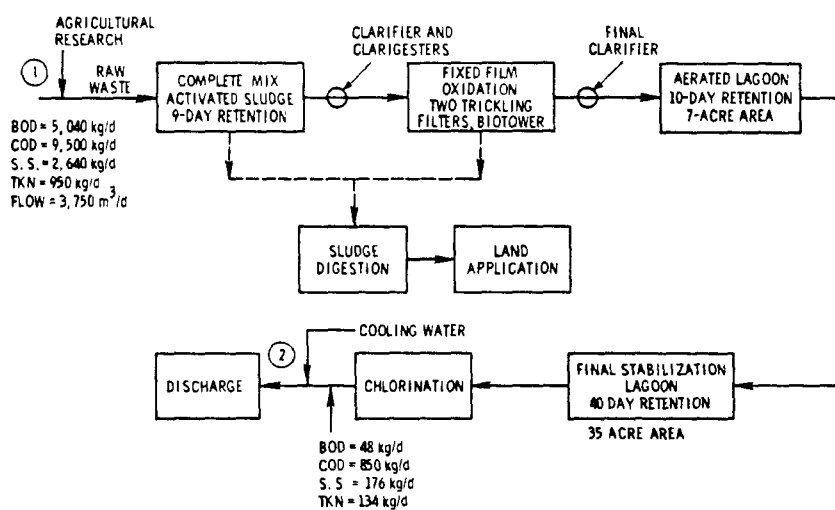 AGRICULTURAL
RESEARCH
1
RAW
WASTE
BOD = 5,040 kg/d
COD = 9,500 kg/d
S.S. = 2,640 kg/d
TKN = 950 kg/d
FLOW = 3,750 m³/d
COMPLETE MIX
ACTIVATED SLUDGE
9-DAY RETENTION
CLARIFIER AND
CLARIGESTERS
FIXED FILM
OXIDATION
TWO TRICKLING
FILTERS, BIOTOWER
FINAL
CLARIFIER
AERATED LAGOON
10-DAY RETENTION
7-ACRE AREA
SLUDGE
DIGESTION
LAND
APPLICATION
DISCHARGE
2
COOLING WATER
CHLORINATION
FINAL STABILIZATION
LAGOON
40 DAY RETENTION
35 ACRE AREA
BOD = 48 kg/d
COD = 850 kg/d
S.S = 176 kg/d
TKN = 134 kg/d